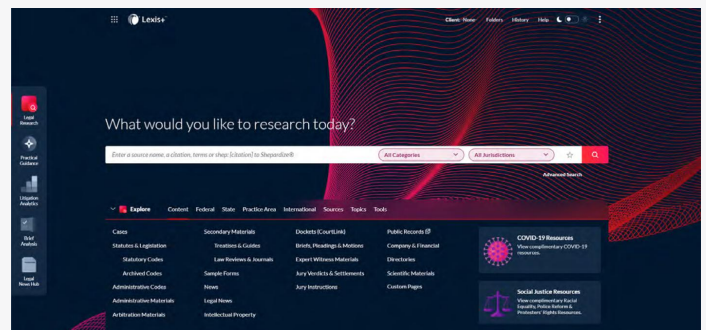 Lexis+
Client: None Folders History Help
Legal
Research
Practical
Guidance
Litigation
Analytics
Brief
Analysis
Legal
News Hub
What would you like to research today?
Enter a source name, a citation, terms or shep: [citation] to Shepardize®
All Categories
All Jurisdictions
Advanced Search
Explore Content Federal State Practice Area International Sources Topics Tools
Cases
Statutes & Legislation
Statutory Codes
Archived Codes
Administrative Codes
Administrative Materials
Arbitration Materials
Secondary Materials
Treatises & Guides
Law Reviews & Journals
Sample Forms
News
Legal News
Intellectual Property
Dockets (CourtLink)
Briefs, Pleadings & Motions
Expert Witness Materials
Jury Verdicts & Settlements
Jury Instructions
Public Records
Company & Financial
Directories
Scientific Materials
Custom Pages
COVID-19 Resources
View complimentary COVID-19
resources.
Social Justice Resources
View complimentary Racial
Equality, Police Reform &
Protesters' Rights Resources.